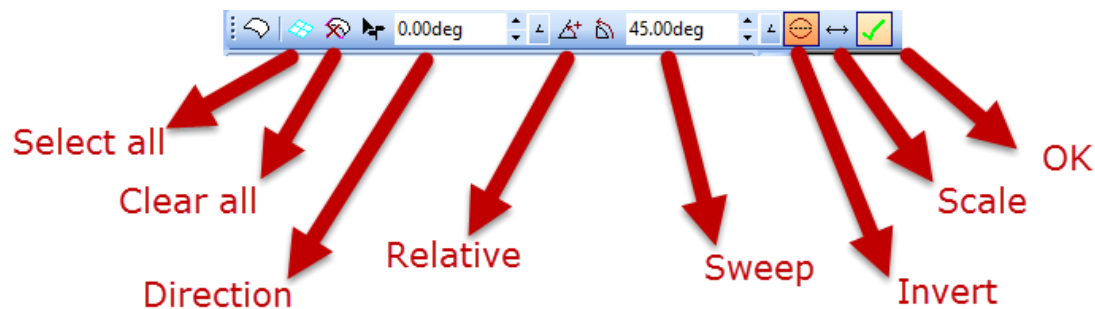 0.00deg 45.00deg
Select all
OK
Clear all
Scale
Relative
Sweep
Direction
Invert